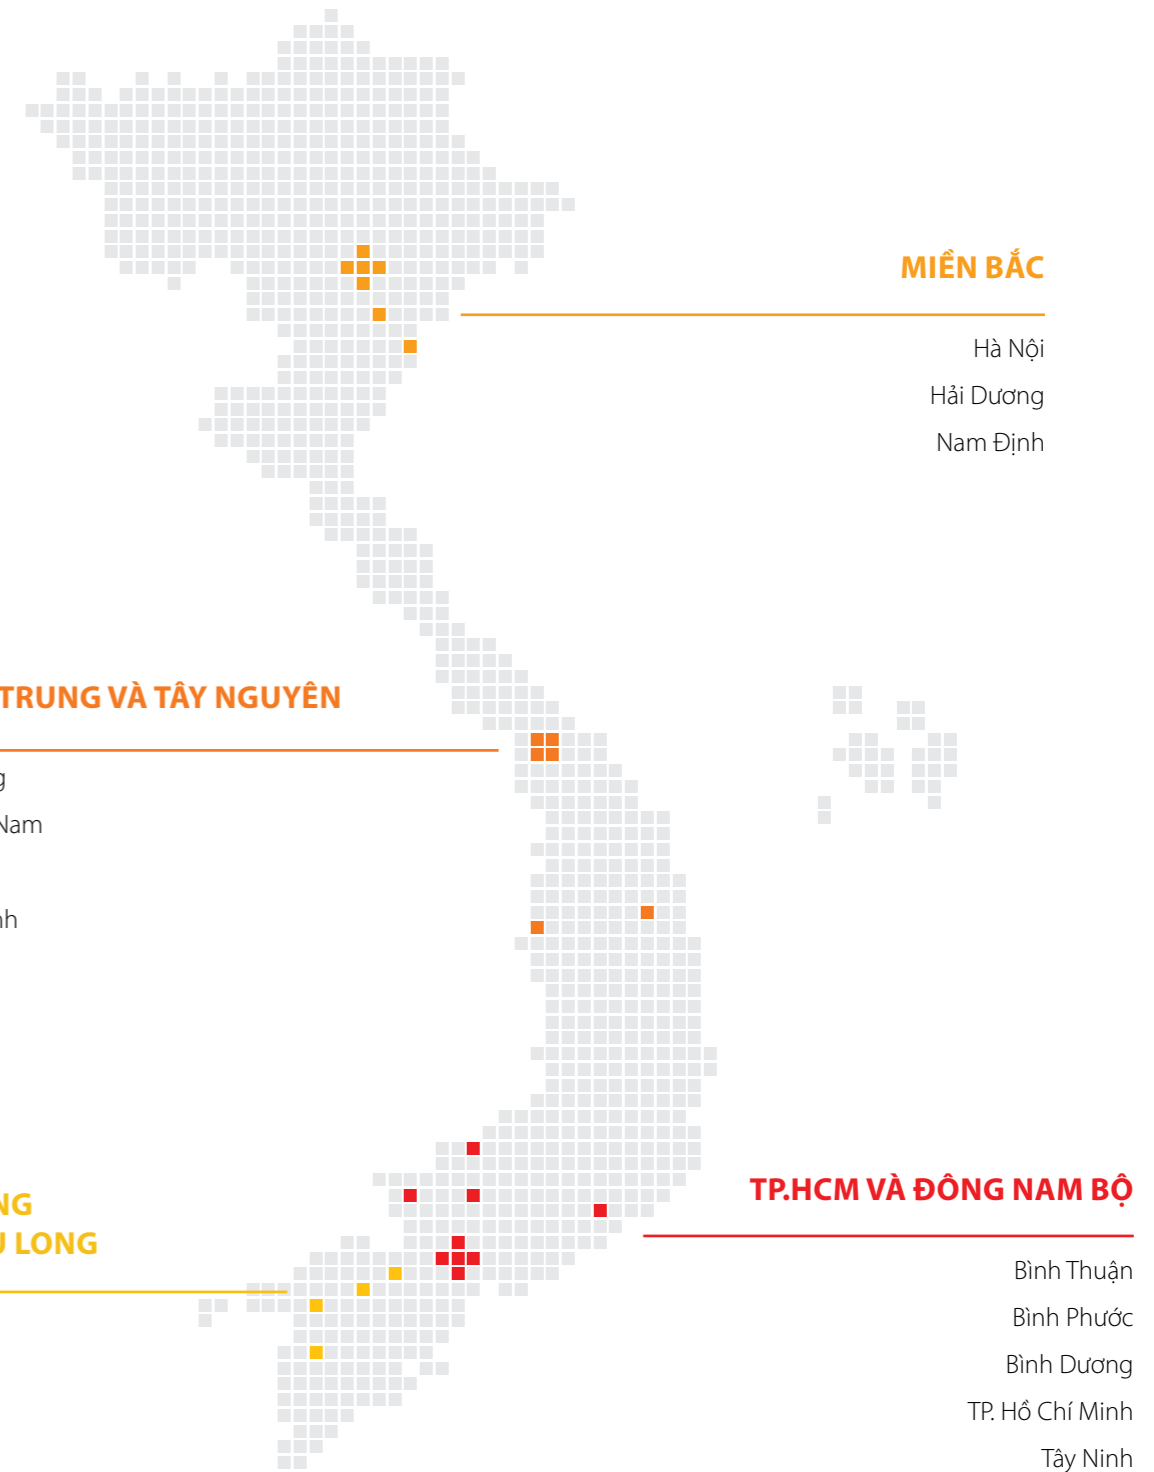 MIỀN BẮC
Hà Nội
Hải Dương
Nam Định
TRUNG VÀ TÂY NGUYÊN
Nam
TP.HCM VÀ ĐÔNG NAM BỘ
Bình Thuận
Bình Phước
Bình Dương
TP. Hồ Chí Minh
Tây Ninh
LONG